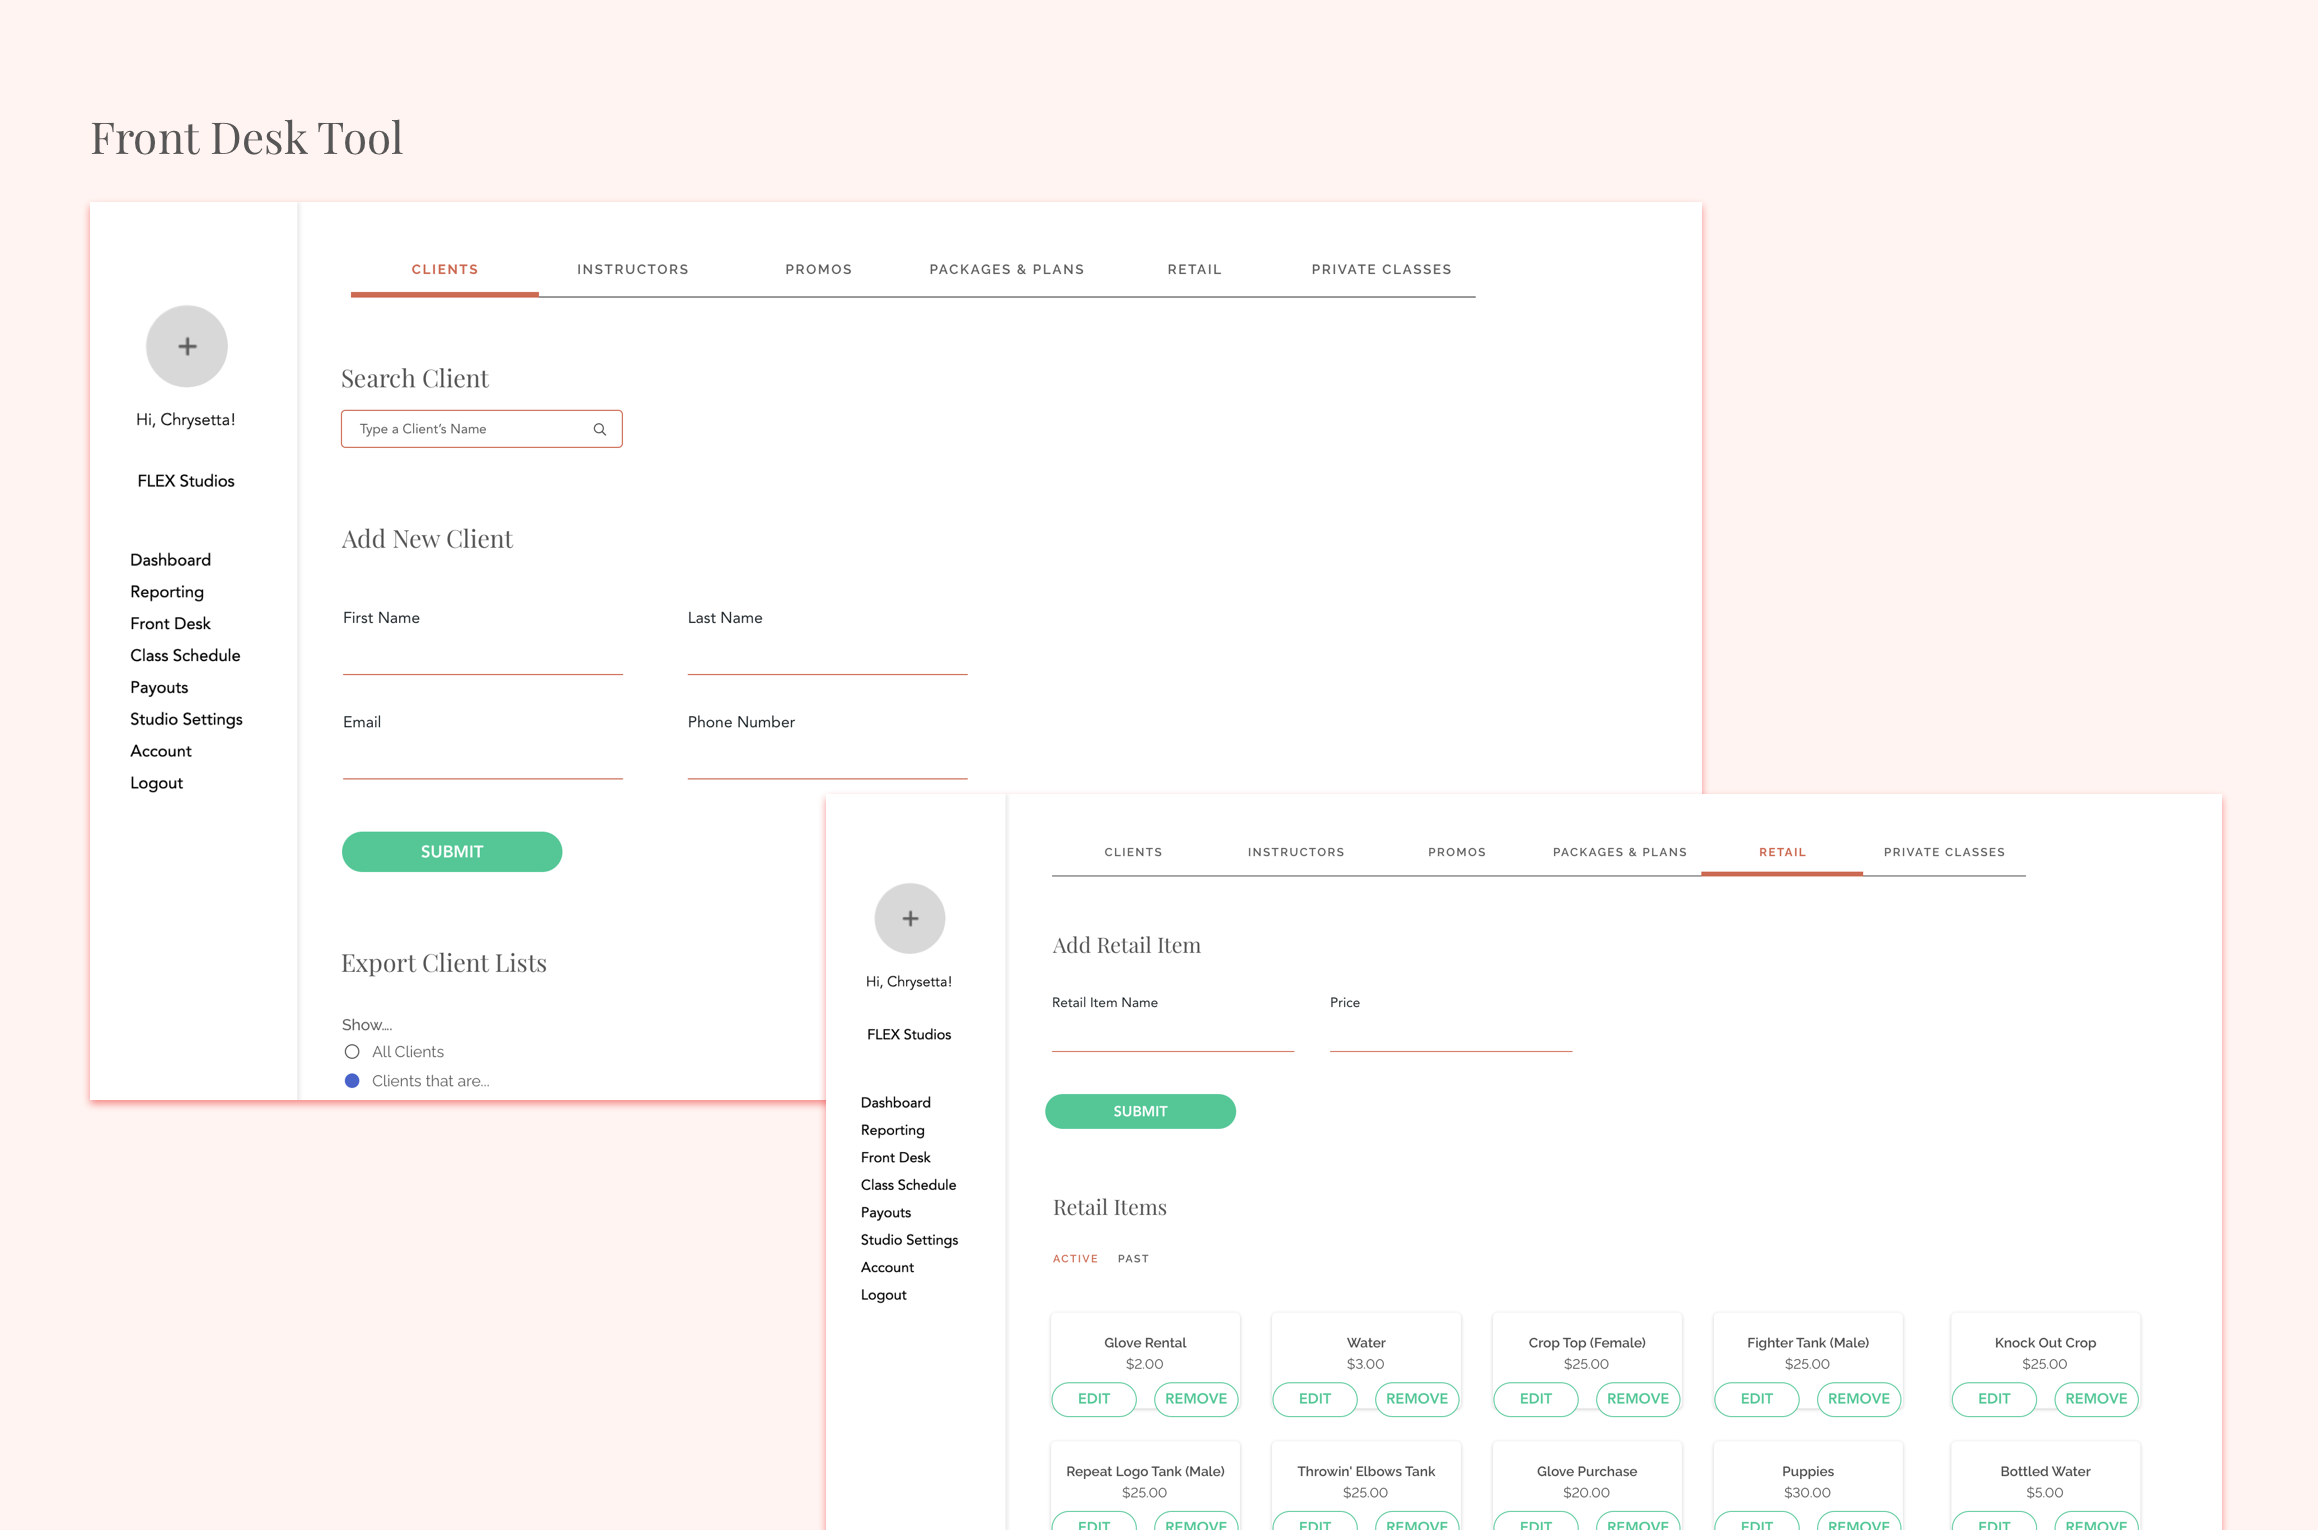 Front Desk Tool
CLIENTS INSTRUCTORS PROMOS PACKAGES & PLANS RETAIL PRIVATE CLASSES
Hi, Chrysetta!
FLEX Studios
Dashboard
Reporting
Front Desk
Class Schedule
Payouts
Studio Settings
Account
Logout
Search Client
Type a Client's Name
Add New Client
First Name Last Name
Email Phone Number
SUBMIT
Export Client Lists
Show....
All Clients
Clients that are...
CLIENTS INSTRUCTORS PROMOS PACKAGES & PLANS RETAIL PRIVATE CLASSES
Hi, Chrysetta!
FLEX Studios
Dashboard
Reporting
Front Desk
Class Schedule
Payouts
Studio Settings
Account
Logout
Add Retail Item
Retail Item Name Price
SUBMIT
Retail Items
ACTIVE PAST
Glove Rental Water Crop Top (Female) Fighter Tank (Male) Knock Out Crop
$2.00 $3.00 $25.00 $25.00 $25.00
EDIT REMOVE EDIT REMOVE EDIT REMOVE EDIT REMOVE EDIT REMOVE
Repeat Logo Tank (Male) Throwin' Elbows Tank Glove Purchase Puppies Bottled Water
$25.00 $25.00 $20.00 $30.00 $5.00
EDIT REMOVE EDIT REMOVE EDIT REMOVE EDIT REMOVE EDIT REMOVE